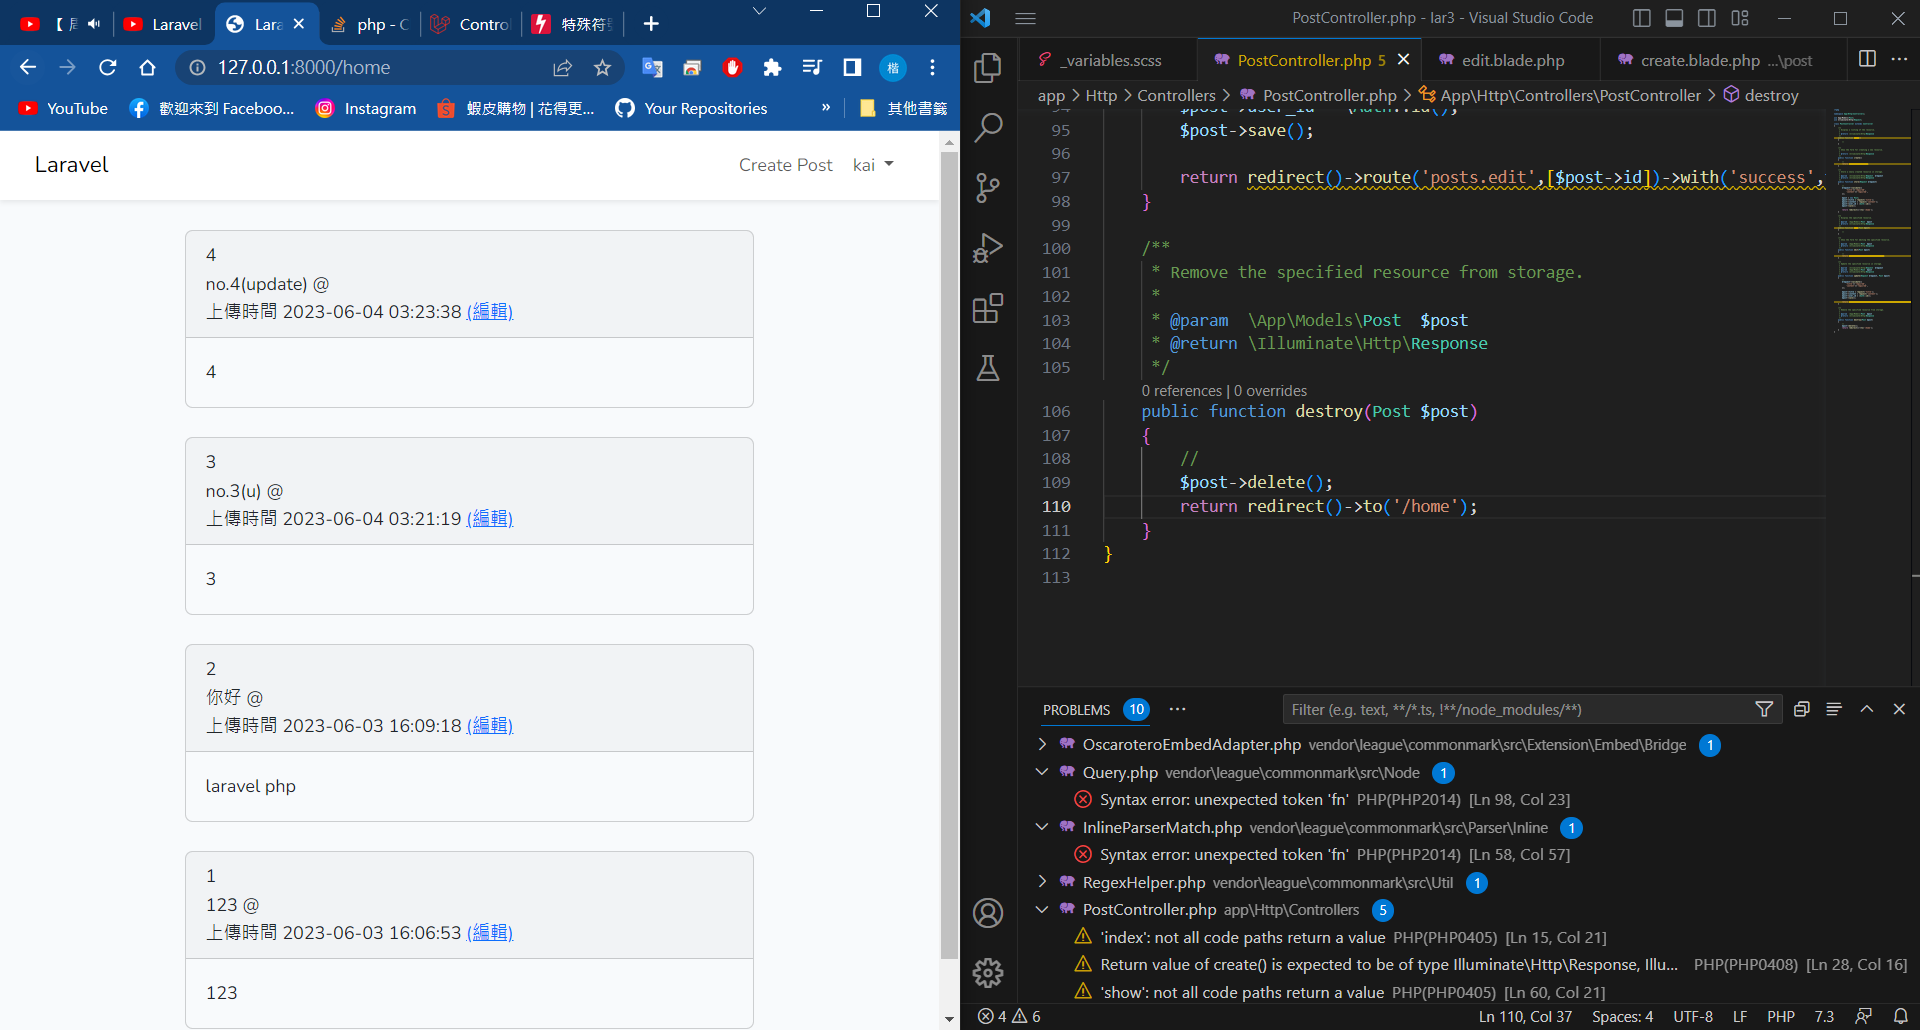 Laravel
Lara
php - C
Contro
特殊符
127.0.0.1:8000/home
楷
YouTube
歡迎來到 Faceboo...
Instagram
蝦皮購物 | 花得更...
Your Repositories
»
其他書籤
Laravel
Create Post
kai
4
no.4(update) @
上傳時間 2023-06-04 03:23:38 (編輯)
4
3
no.3(u) @
上傳時間 2023-06-04 03:21:19 (編輯)
3
2
你好 @
上傳時間 2023-06-03 16:09:18 (編輯)
laravel php
1
123 @
上傳時間 2023-06-03 16:06:53 (編輯)
123
PostController.php - lar3 - Visual Studio Code
_variables.scss
PostController.php 5
edit.blade.php
create.blade.php ...\post
app > Http > Controllers > PostController.php > App\Http\Controllers\PostController > destroy
95 $post->save();
96
97 return redirect()->route('posts.edit',[$post->id])->with('success',
98 }
99
100 /**
101 * Remove the specified resource from storage.
102 *
103 * @param \App\Models\Post $post
104 * @return \Illuminate\Http\Response
105 */
0 references | 0 overrides
106 public function destroy(Post $post)
107 {
108 //
109 $post->delete();
110 return redirect()->to('/home');
111 }
112 }
113
PROBLEMS 10
Filter (e.g. text, **/*.ts, !**/node_modules/**)
OscaroteroEmbedAdapter.php vendor\league\commonmark\src\Extension\Embed\Bridge 1
Query.php vendor\league\commonmark\src\Node 1
Syntax error: unexpected token 'fn' PHP(PHP2014) [Ln 98, Col 23]
InlineParserMatch.php vendor\league\commonmark\src\Parser\Inline 1
Syntax error: unexpected token 'fn' PHP(PHP2014) [Ln 58, Col 57]
RegexHelper.php vendor\league\commonmark\src\Util 1
PostController.php app\Http\Controllers 5
'index': not all code paths return a value PHP(PHP0405) [Ln 15, Col 21]
Return value of create() is expected to be of type Illuminate\Http\Response, Illu... PHP(PHP0408) [Ln 28, Col 16]
'show': not all code paths return a value PHP(PHP0405) [Ln 60, Col 21]
4 6
Ln 110, Col 37
Spaces: 4
UTF-8
LF
PHP
7.3